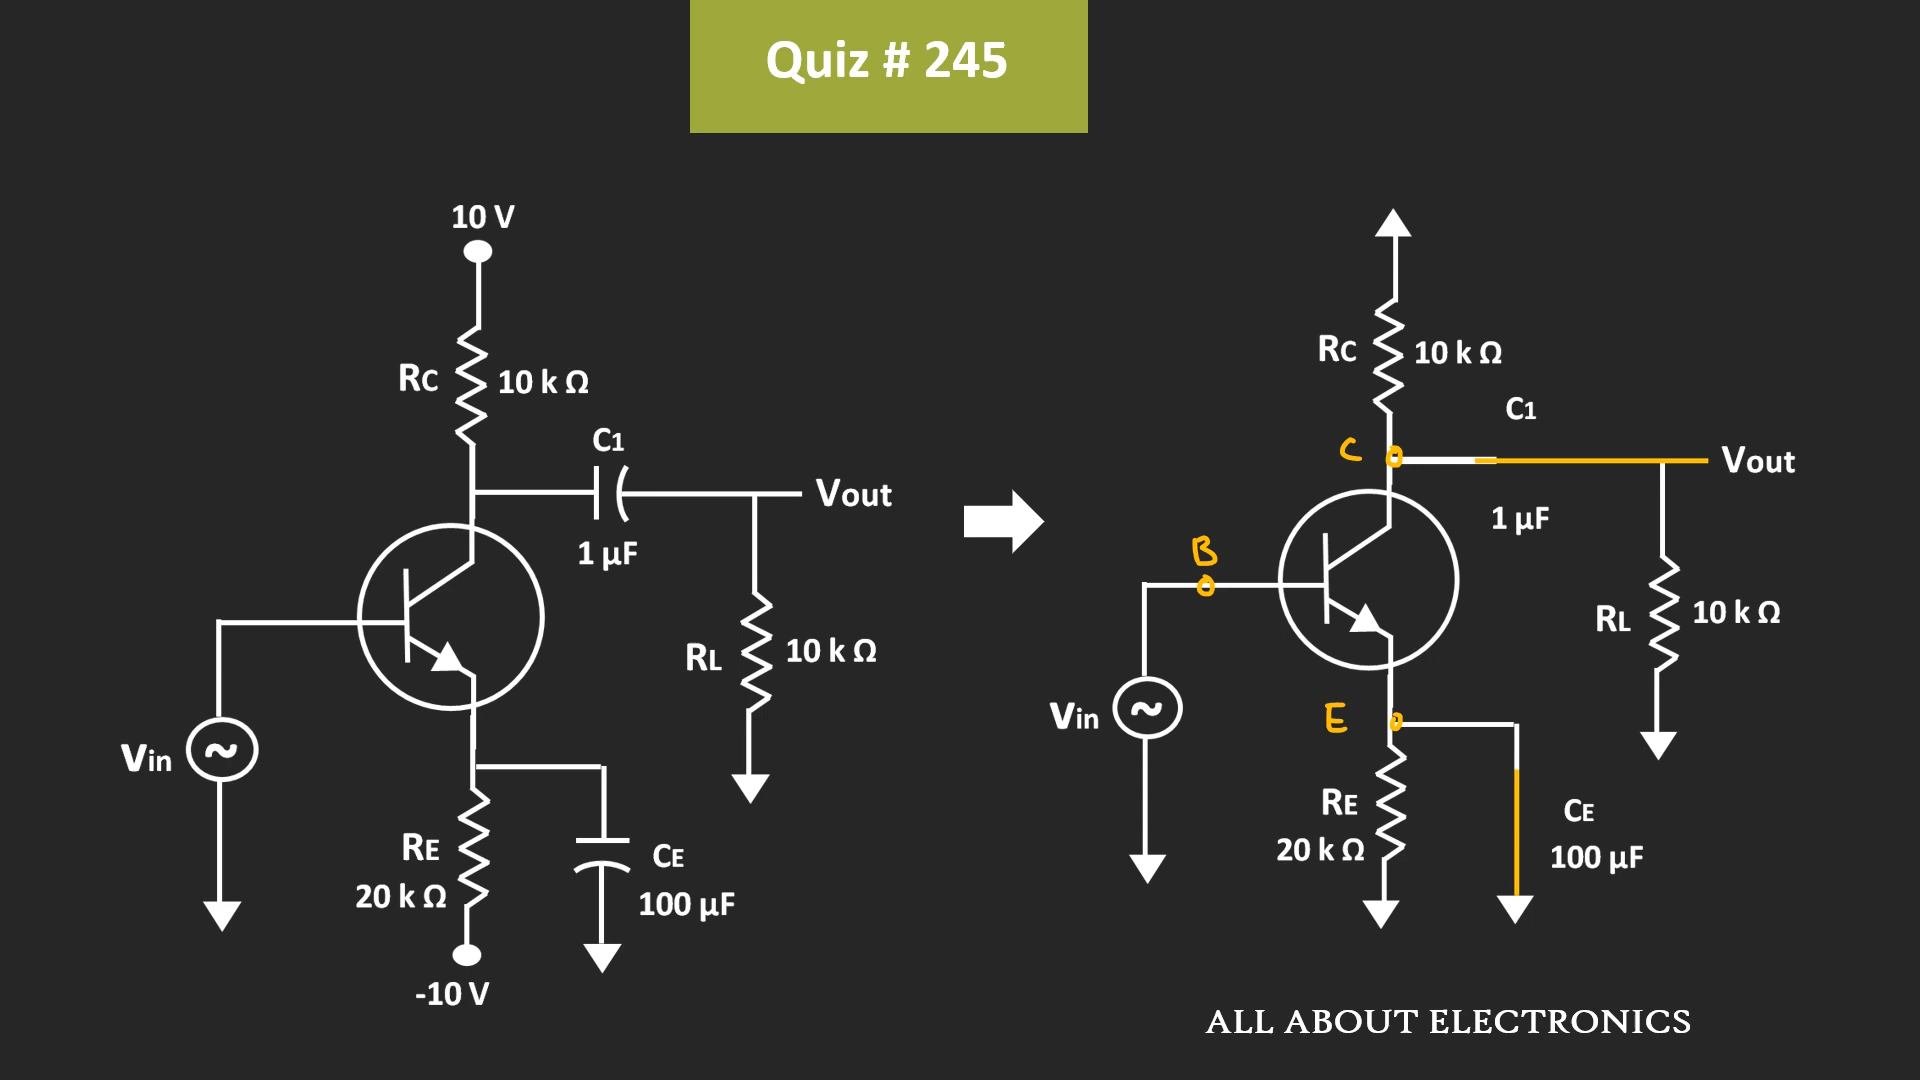 Quiz # 245
10 V
RC
10 k Ω
C1
1 µF
Vout
RL
10 k Ω
vin
RE
20 k Ω
CE
100 µF
-10 V
RC
10 k Ω
C1
C
Vout
1 µF
B
RL
10 k Ω
vin
E
RE
20 k Ω
CE
100 µF
ALL ABOUT ELECTRONICS